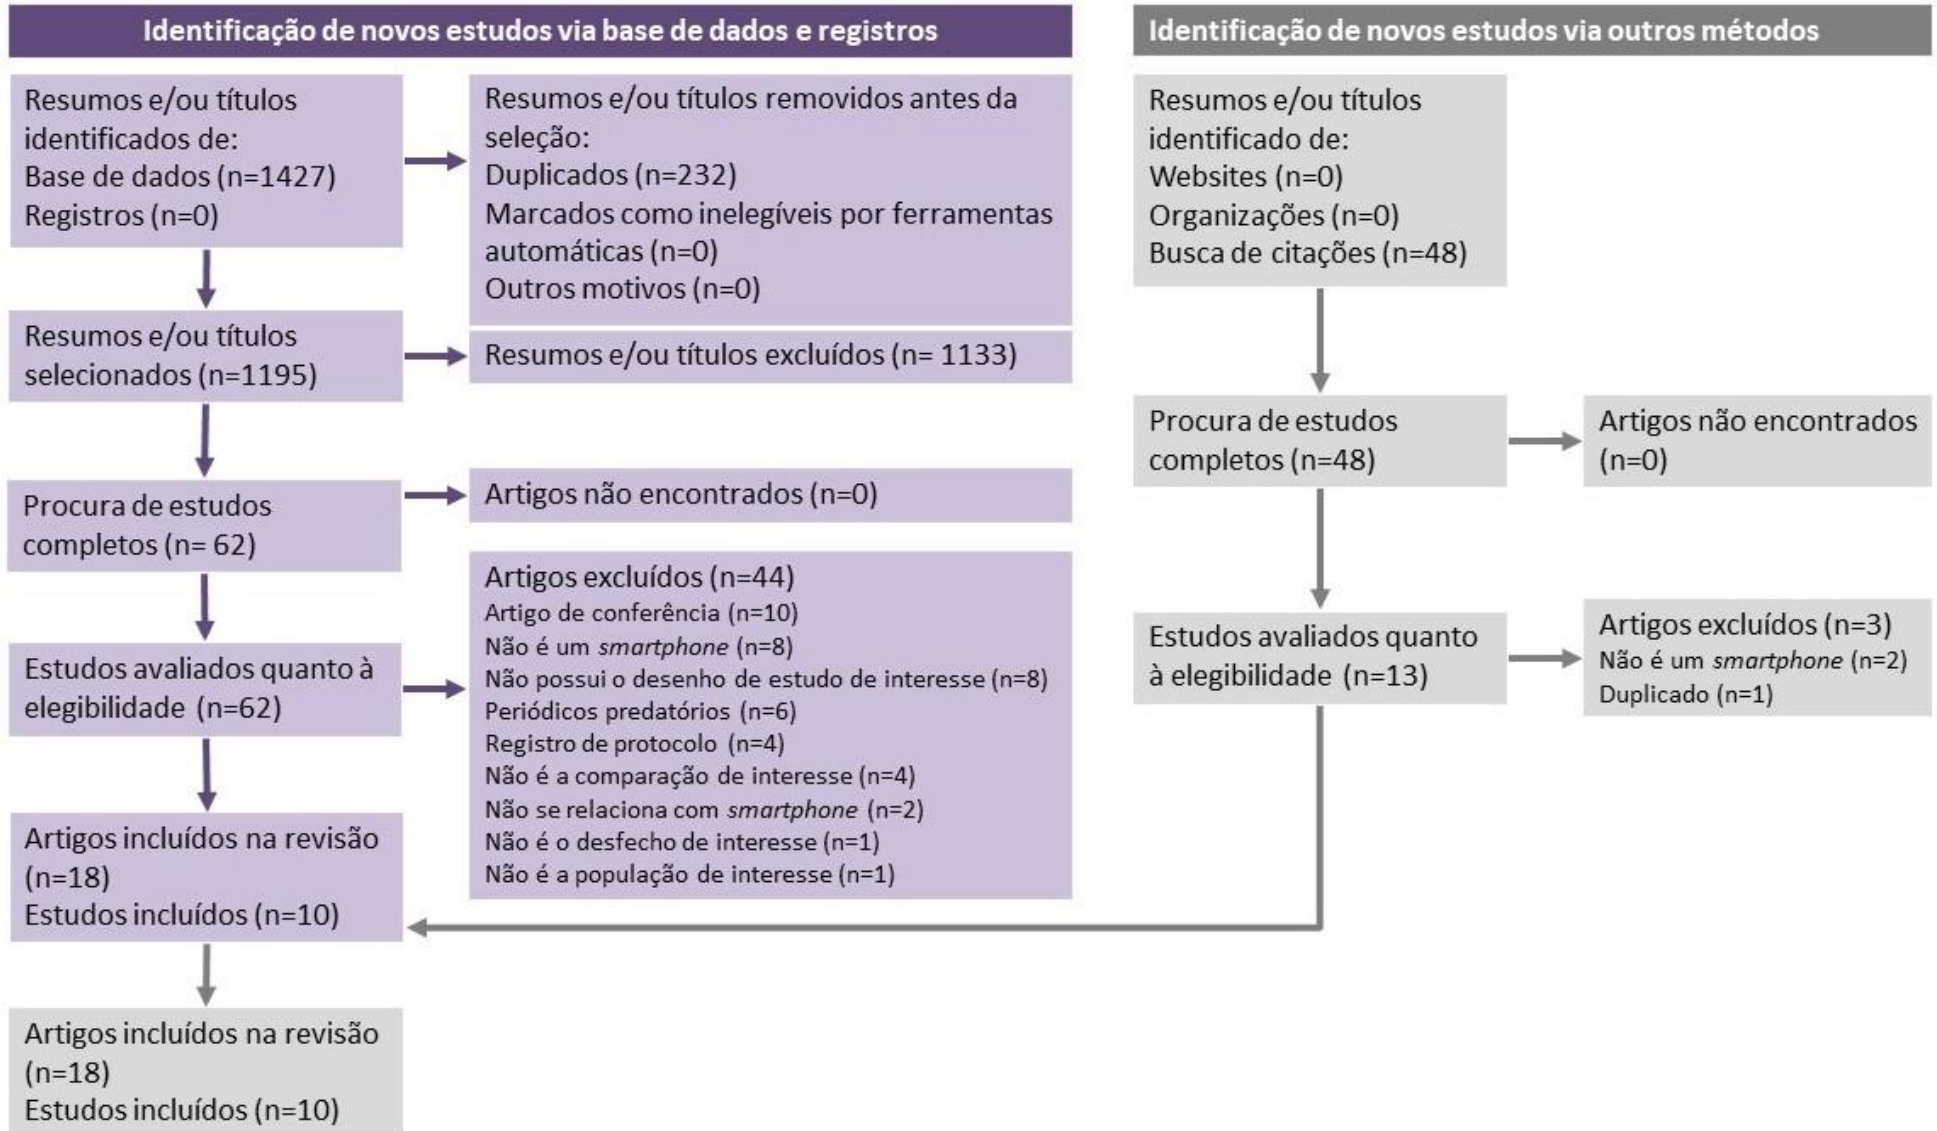 Identificação de novos estudos via base de dados e registros
Resumos e/ou títulos
identificados de:
Base de dados (n=1427)
Registros (n=0)
Resumos e/ou títulos removidos antes da
seleção:
Duplicados (n=232)
Marcados como inelegíveis por ferramentas
automáticas (n=0)
Outros motivos (n=0)
Resumos e/ou títulos
selecionados (n=1195)
Resumos e/ou títulos excluídos (n= 1133)
Procura de estudos
completos (n= 62)
Artigos não encontrados (n=0)
Estudos avaliados quanto à
elegibilidade (n=62)
Artigos excluídos (n=44)
Artigo de conferência (n=10)
Não é um smartphone (n=8)
Não possui o desenho de estudo de interesse (n=8)
Periódicos predatórios (n=6)
Registro de protocolo (n=4)
Não é a comparação de interesse (n=4)
Não se relaciona com smartphone (n=2)
Não é o desfecho de interesse (n=1)
Não é a população de interesse (n=1)
Artigos incluídos na revisão
(n=18)
Estudos incluídos (n=10)
Artigos incluídos na revisão
(n=18)
Estudos incluídos (n=10)
Identificação de novos estudos via outros métodos
Resumos e/ou títulos
identificado de:
Websites (n=0)
Organizações (n=0)
Busca de citações (n=48)
Procura de estudos
completos (n=48)
Artigos não encontrados
(n=0)
Estudos avaliados quanto
à elegibilidade (n=13)
Artigos excluídos (n=3)
Não é um smartphone (n=2)
Duplicado (n=1)